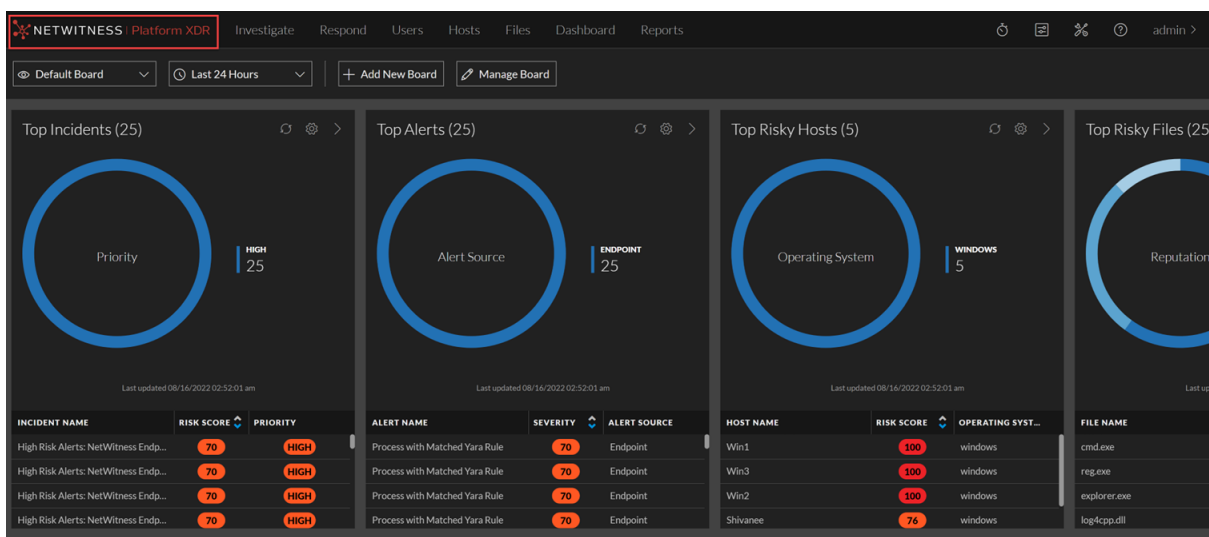 NETWITNESS | Platform XDR Investigate Respond Users Hosts Files Dashboard Reports admin >
Default Board Last 24 Hours Add New Board Manage Board
Top Incidents (25)
Priority
HIGH
25
Last updated 08/16/2022 02:52:01 am
INCIDENT NAME RISK SCORE PRIORITY
High Risk Alerts: NetWitness Endp... 70 HIGH
High Risk Alerts: NetWitness Endp... 70 HIGH
High Risk Alerts: NetWitness Endp... 70 HIGH
High Risk Alerts: NetWitness Endp... 70 HIGH
Top Alerts (25)
Alert Source
ENDPOINT
25
Last updated 08/16/2022 02:52:01 am
ALERT NAME SEVERITY ALERT SOURCE
Process with Matched Yara Rule 70 Endpoint
Process with Matched Yara Rule 70 Endpoint
Process with Matched Yara Rule 70 Endpoint
Process with Matched Yara Rule 70 Endpoint
Top Risky Hosts (5)
Operating System
WINDOWS
5
Last updated 08/16/2022 02:52:01 am
HOST NAME RISK SCORE OPERATING SYST...
Win1 100 windows
Win3 100 windows
Win2 100 windows
Shivanee 76 windows
Top Risky Files (25
Reputation
Last up
FILE NAME
cmd.exe
reg.exe
explorer.exe
log4cpp.dll